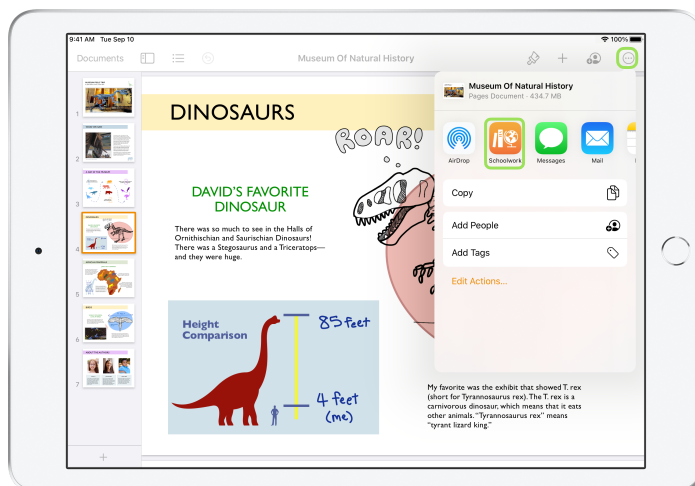 9:41 AM Tue Sep 10
100%
Documents
Museum Of Natural History
Museum Of Natural History
Pages Document · 434.7 MB
AirDrop
Schoolwork
Messages
Mail
Copy
Add People
Add Tags
Edit Actions...
1
2
3
4
5
6
7
DINOSAURS
ROAR!
DAVID'S FAVORITE
DINOSAUR
There was so much to see in the Halls of
Ornithischian and Saurischian Dinosaurs!
There was a Stegosaurus and a Triceratops—
and they were huge.
Height
Comparison
85 feet
4 feet
(me)
My favorite was the exhibit that showed T. rex
(short for Tyrannosaurus rex). The T. rex is a
carnivorous dinosaur, which means that it eats
other animals. “Tyrannosaurus rex” means
“tyrant lizard king.”